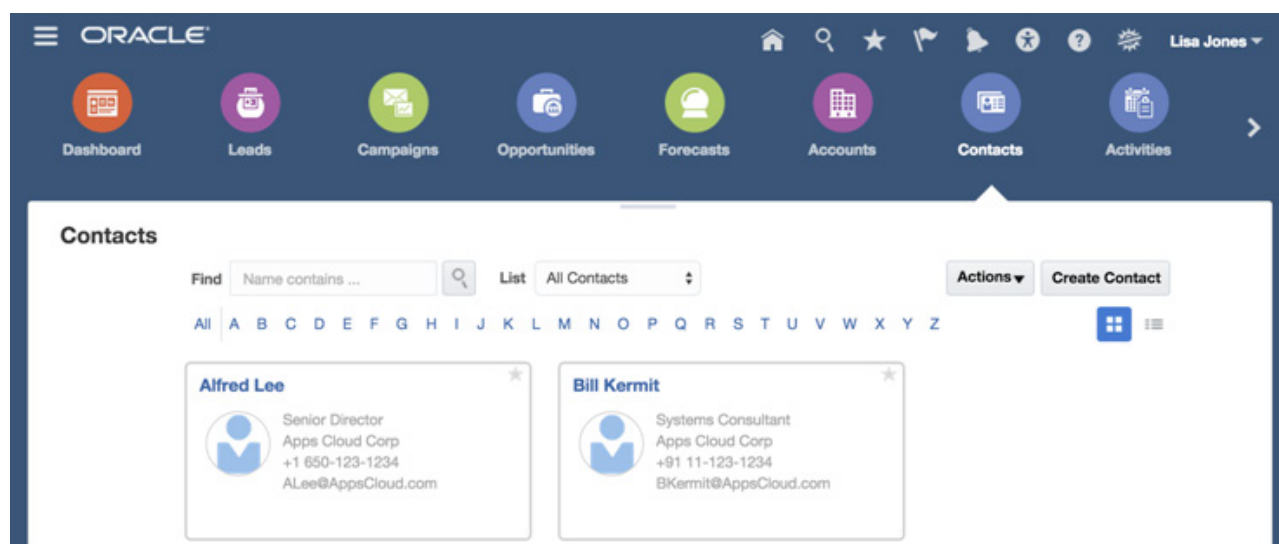 ORACLE
Lisa Jones
Dashboard Leads Campaigns Opportunities Forecasts Accounts Contacts Activities
Contacts
Find Name contains ... List All Contacts Actions Create Contact
All A B C D E F G H I J K L M N O P Q R S T U V W X Y Z
Alfred Lee
Senior Director
Apps Cloud Corp
+1 650-123-1234
ALee@AppsCloud.com
Bill Kermit
Systems Consultant
Apps Cloud Corp
+91 11-123-1234
BKermit@AppsCloud.com